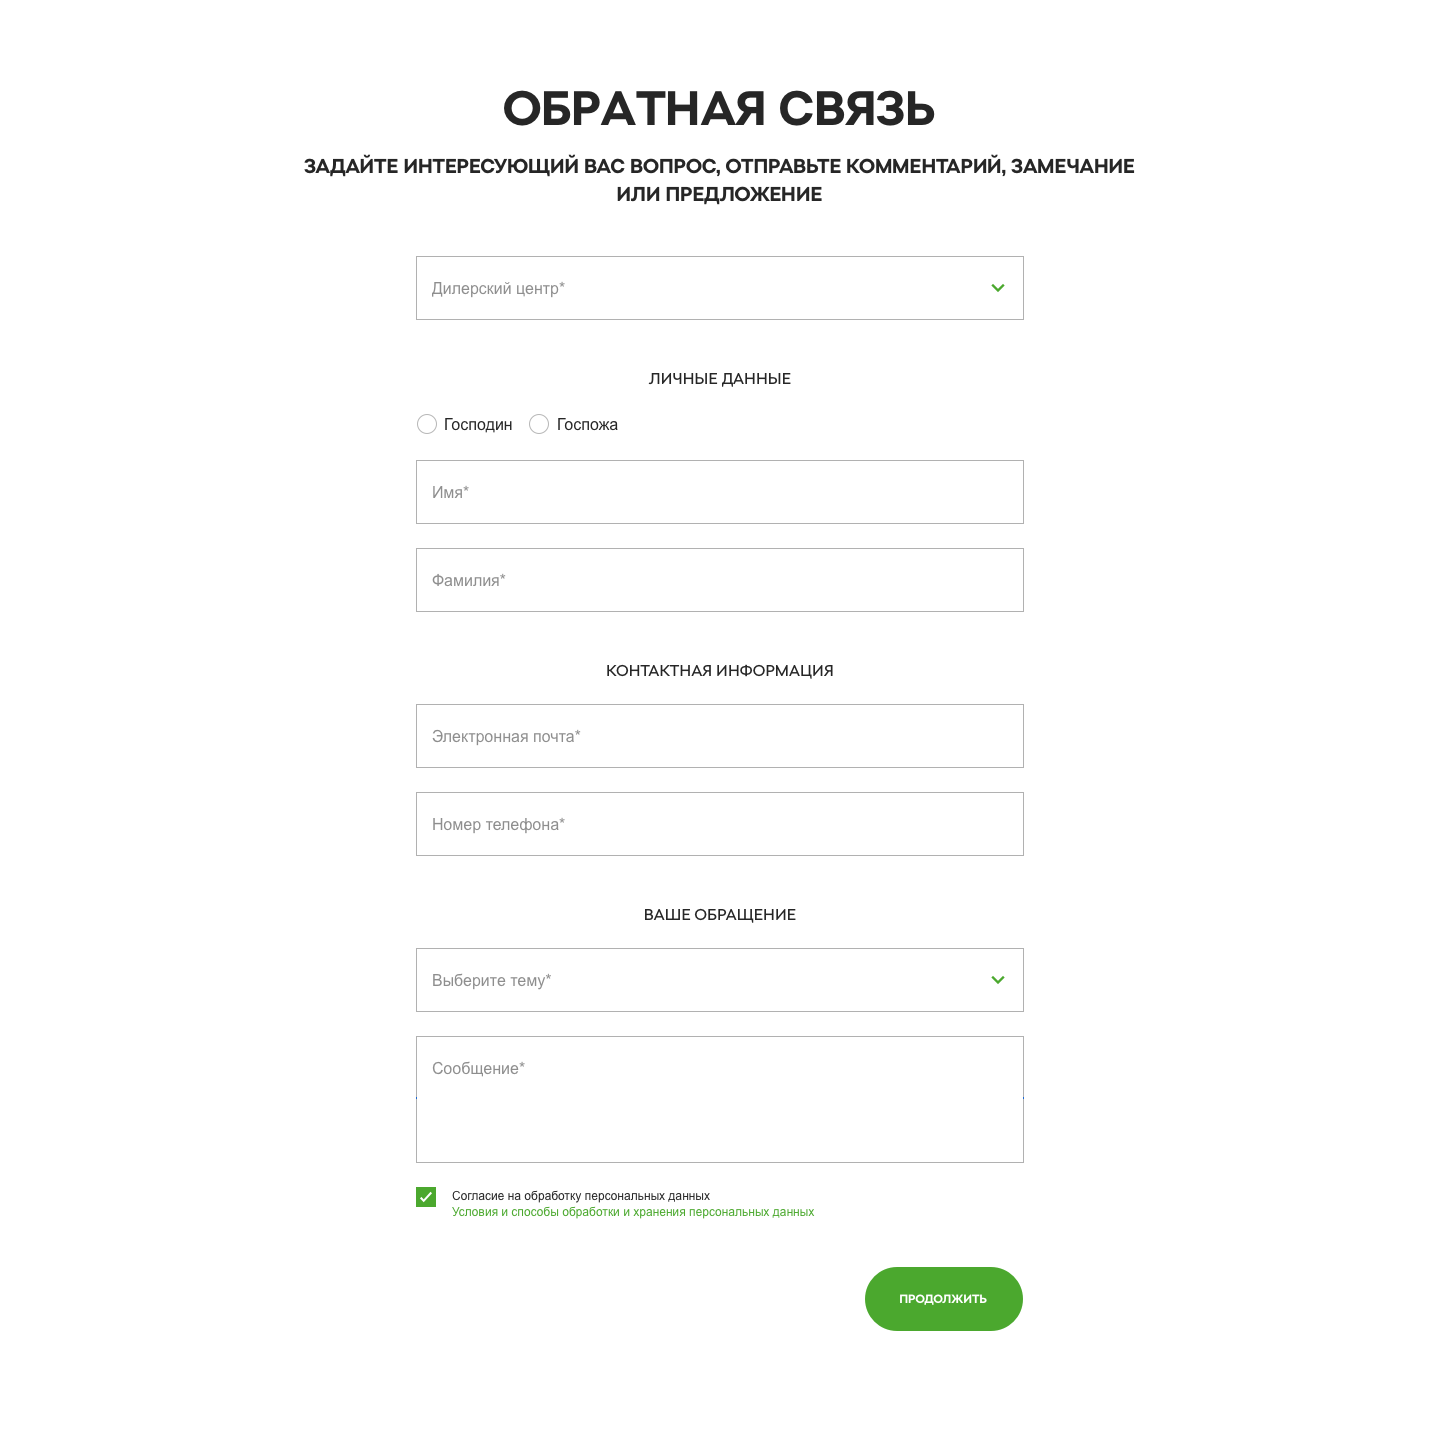 ОБРАТНАЯ СВЯЗЬ
ЗАДАЙТЕ ИНТЕРЕСУЮЩИЙ ВАС ВОПРОС, ОТПРАВЬТЕ КОММЕНТАРИЙ, ЗАМЕЧАНИЕ
ИЛИ ПРЕДЛОЖЕНИЕ
Дилерский центр*
ЛИЧНЫЕ ДАННЫЕ
Господин Госпожа
Имя*
Фамилия*
КОНТАКТНАЯ ИНФОРМАЦИЯ
Электронная почта*
Номер телефона*
ВАШЕ ОБРАЩЕНИЕ
Выберите тему*
Сообщение*
Согласие на обработку персональных данных
Условия и способы обработки и хранения персональных данных
ПРОДОЛЖИТЬ